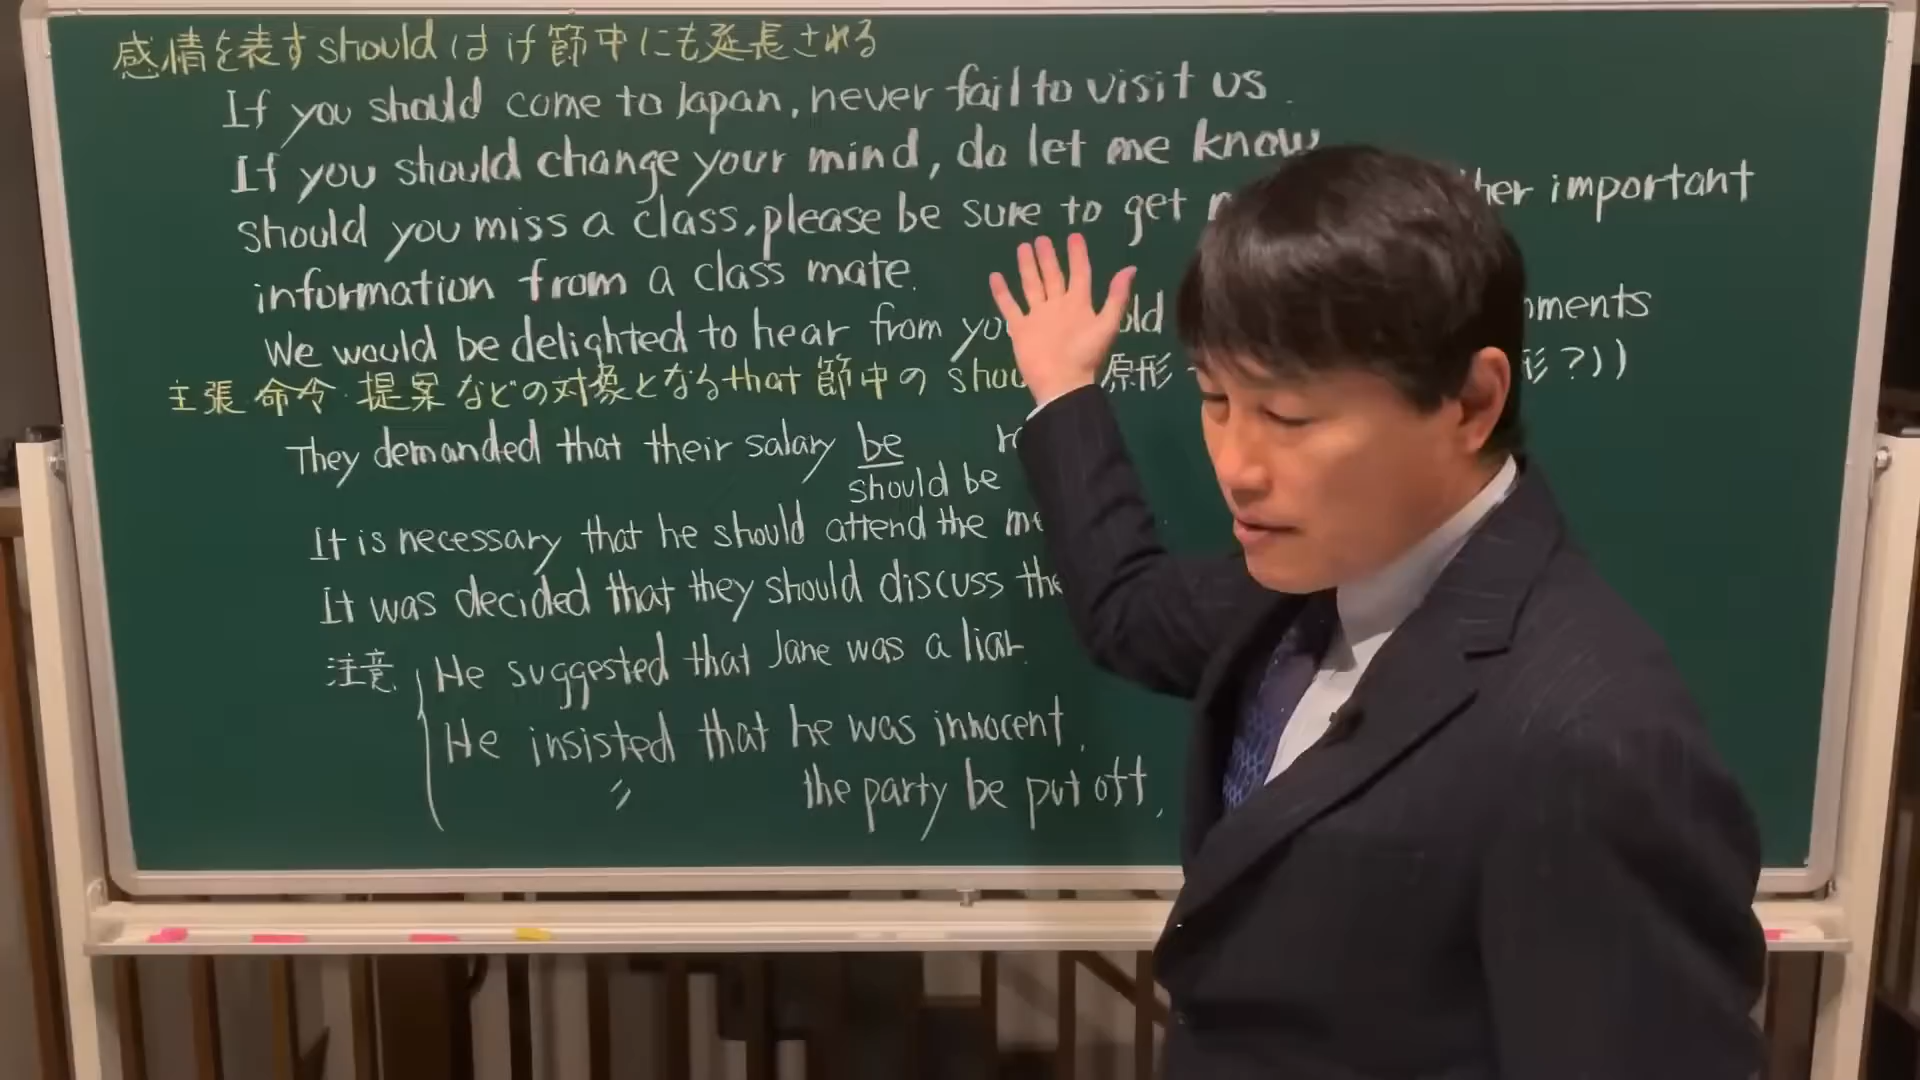 感情を表すshouldはif節中にも延長される
If you should come to Japan, never fail to visit us.
If you should change your mind, do let me know
should you miss a class, please be sure to get important
information from a class mate.
We would be delighted to hear from
主張 命令 提案などの対象となるthat節中の 原形 ?))
They demanded that their salary be
should be
It is necessary that he should attend the
It was decided that they should discuss
注意 He suggested that Jane was a liar.
He insisted that he was innocent.
〃 the party be put off.